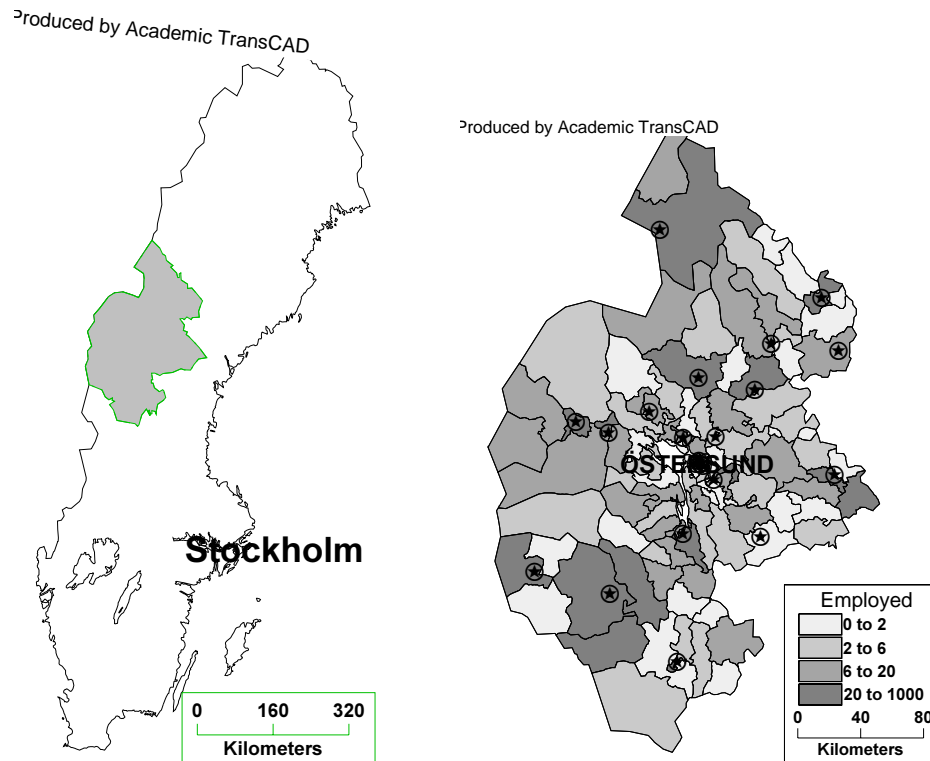 Produced by Academic TransCAD
Stockholm
0 160 320
Kilometers
Produced by Academic TransCAD
ÖSTERSUND
Employed
0 to 2
2 to 6
6 to 20
20 to 1000
0 40 80
Kilometers